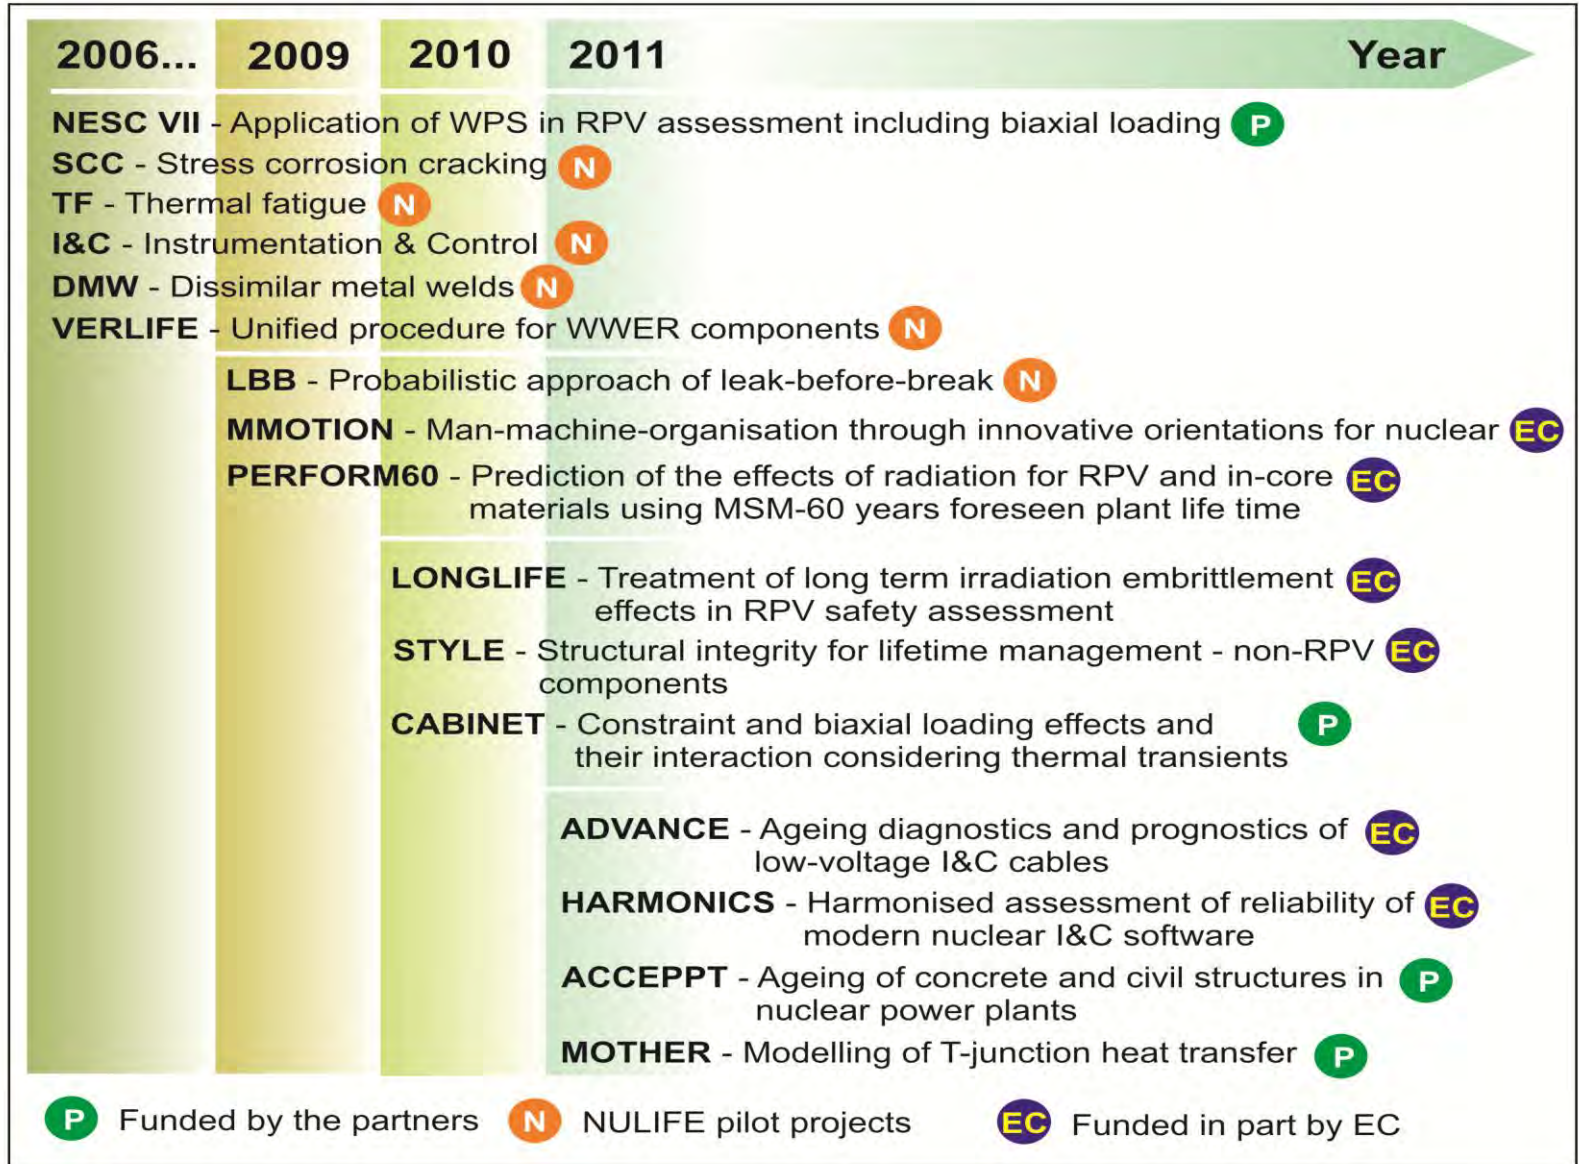 2006... 2009 2010 2011 Year
NESC VII - Application of WPS in RPV assessment including biaxial loading P
SCC - Stress corrosion cracking N
TF - Thermal fatigue N
I&C - Instrumentation & Control N
DMW - Dissimilar metal welds N
VERLIFE - Unified procedure for WWER components N
LBB - Probabilistic approach of leak-before-break N
MMOTION - Man-machine-organisation through innovative orientations for nuclear EC
PERFORM60 - Prediction of the effects of radiation for RPV and in-core EC
materials using MSM-60 years foreseen plant life time
LONGLIFE - Treatment of long term irradiation embrittlement EC
effects in RPV safety assessment
STYLE - Structural integrity for lifetime management - non-RPV EC
components
CABINET - Constraint and biaxial loading effects and P
their interaction considering thermal transients
ADVANCE - Ageing diagnostics and prognostics of EC
low-voltage I&C cables
HARMONICS - Harmonised assessment of reliability of EC
modern nuclear I&C software
ACCEPPT - Ageing of concrete and civil structures in P
nuclear power plants
MOTHER - Modelling of T-junction heat transfer P
P Funded by the partners N NULIFE pilot projects EC Funded in part by EC